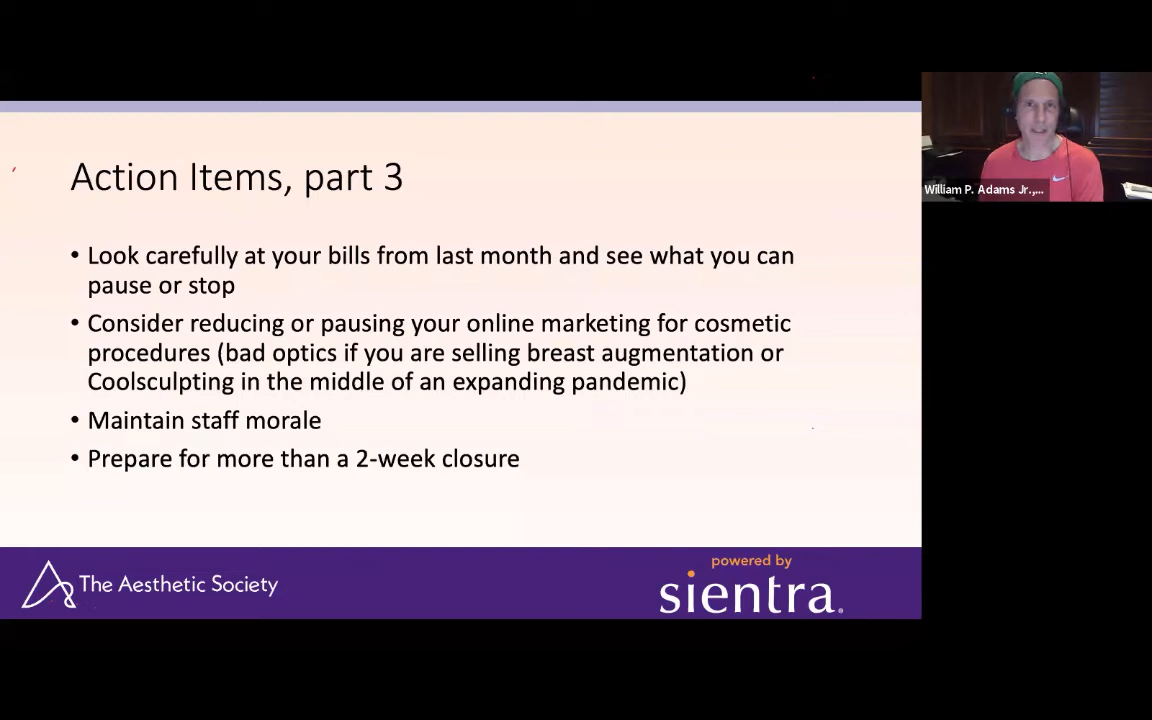 Action Items, part 3
• Look carefully at your bills from last month and see what you can
pause or stop
• Consider reducing or pausing your online marketing for cosmetic
procedures (bad optics if you are selling breast augmentation or
Coolsculpting in the middle of an expanding pandemic)
• Maintain staff morale
• Prepare for more than a 2-week closure
The Aesthetic Society
powered by
sientra.
William P. Adams Jr.,...